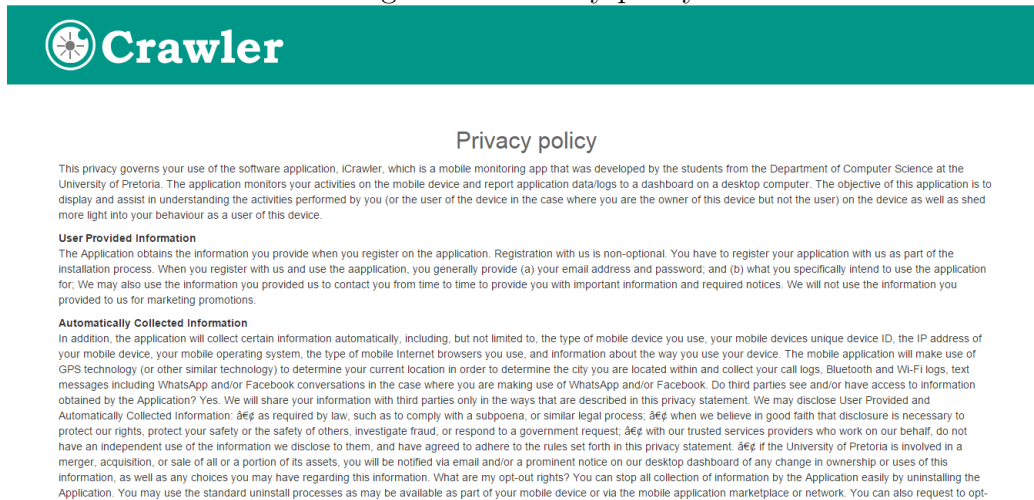 Crawler
Privacy policy
This privacy governs your use of the software application, iCrawler, which is a mobile monitoring app that was developed by the students from the Department of Computer Science at the
University of Pretoria. The application monitors your activities on the mobile device and report application data/logs to a dashboard on a desktop computer. The objective of this application is to
display and assist in understanding the activities performed by you (or the user of the device in the case where you are the owner of this device but not the user) on the device as well as shed
more light into your behaviour as a user of this device.
User Provided Information
The Application obtains the information you provide when you register on the application. Registration with us is non-optional. You have to register your application with us as part of the
installation process. When you register with us and use the aapplication, you generally provide (a) your email address and password; and (b) what you specifically intend to use the application
for; We may also use the information you provided us to contact you from time to time to provide you with important information and required notices. We will not use the information you
provided to us for marketing promotions.
Automatically Collected Information
In addition, the application will collect certain information automatically, including, but not limited to, the type of mobile device you use, your mobile devices unique device ID, the IP address of
your mobile device, your mobile operating system, the type of mobile Internet browsers you use, and information about the way you use your device. The mobile application will make use of
GPS technology (or other similar technology) to determine your current location in order to determine the city you are located within and collect your call logs, Bluetooth and Wi-Fi logs, text
messages including WhatsApp and/or Facebook conversations in the case where you are making use of WhatsApp and/or Facebook. Do third parties see and/or have access to information
obtained by the Application? Yes. We will share your information with third parties only in the ways that are described in this privacy statement. We may disclose User Provided and
Automatically Collected Information: â€¢ as required by law, such as to comply with a subpoena, or similar legal process; â€¢ when we believe in good faith that disclosure is necessary to
protect our rights, protect your safety or the safety of others, investigate fraud, or respond to a government request; â€¢ with our trusted services providers who work on our behalf, do not
have an independent use of the information we disclose to them, and have agreed to adhere to the rules set forth in this privacy statement. â€¢ if the University of Pretoria is involved in a
merger, acquisition, or sale of all or a portion of its assets, you will be notified via email and/or a prominent notice on our desktop dashboard of any change in ownership or uses of this
information, as well as any choices you may have regarding this information. What are my opt-out rights? You can stop all collection of information by the Application easily by uninstalling the
Application. You may use the standard uninstall processes as may be available as part of your mobile device or via the mobile application marketplace or network. You can also request to opt-